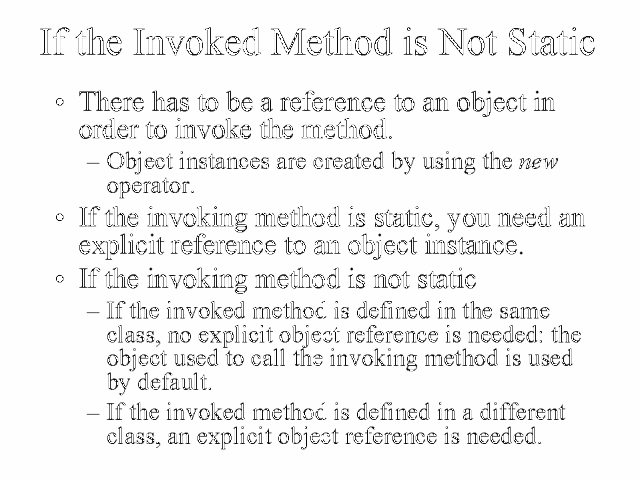 If the Invoked Method is Not Static
◦ There has to be a reference to an object in
order to invoke the method.
– Object instances are created by using the new
operator.
◦ If the invoking method is static, you need an
explicit reference to an object instance.
◦ If the invoking method is not static
– If the invoked method is defined in the same
class, no explicit object reference is needed: the
object used to call the invoking method is used
by default.
– If the invoked method is defined in a different
class, an explicit object reference is needed.